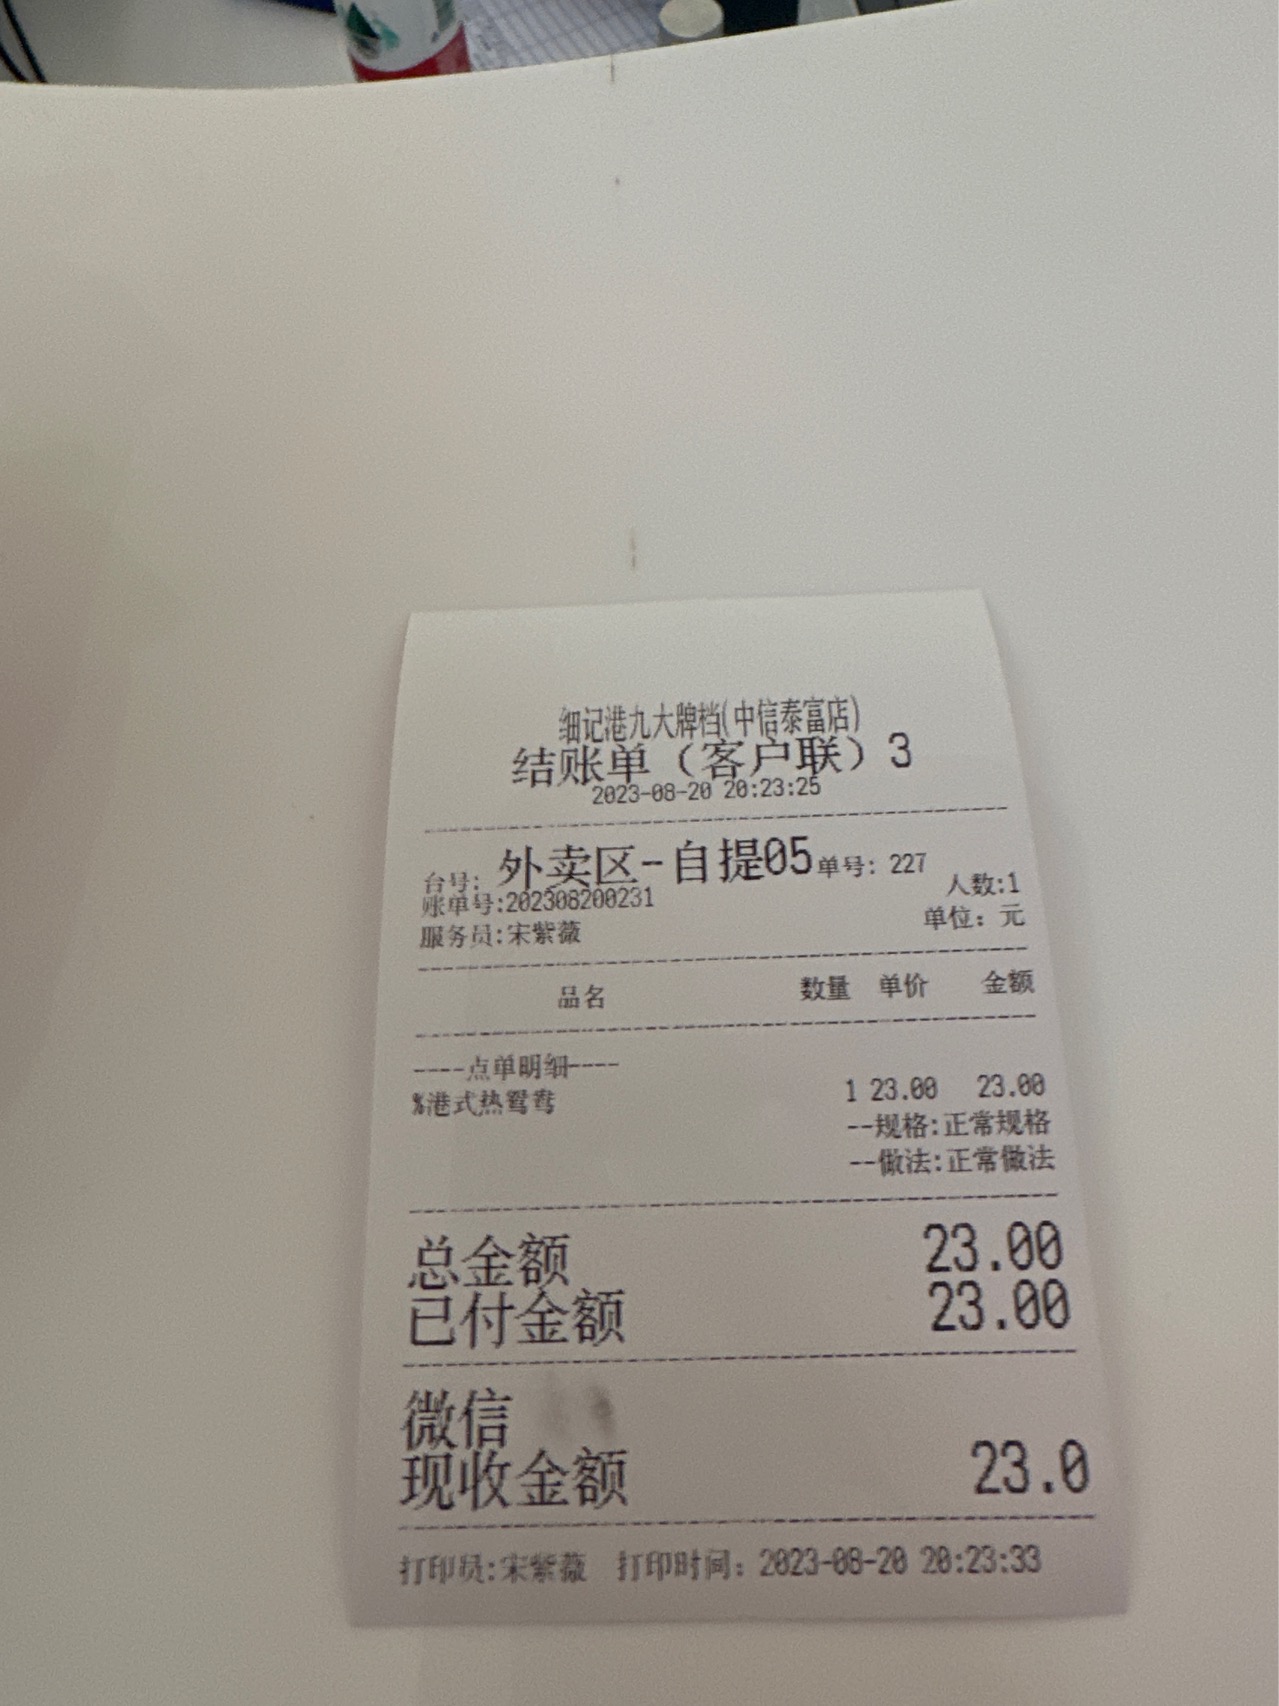 细记港九大牌档(中信泰富店)
结账单（客户联）3
2023-08-20 20:23:25
台号: 外卖区-自提05 单号: 227
账单号:202308200231 人数:1
服务员:宋紫薇 单位: 元
品名 数量 单价 金额
----点单明细----
%港式热鸳鸯 1 23.00 23.00
--规格:正常规格
--做法:正常做法
总金额 23.00
已付金额 23.00
微信
现收金额 23.0
打印员:宋紫薇 打印时间: 2023-08-20 20:23:33